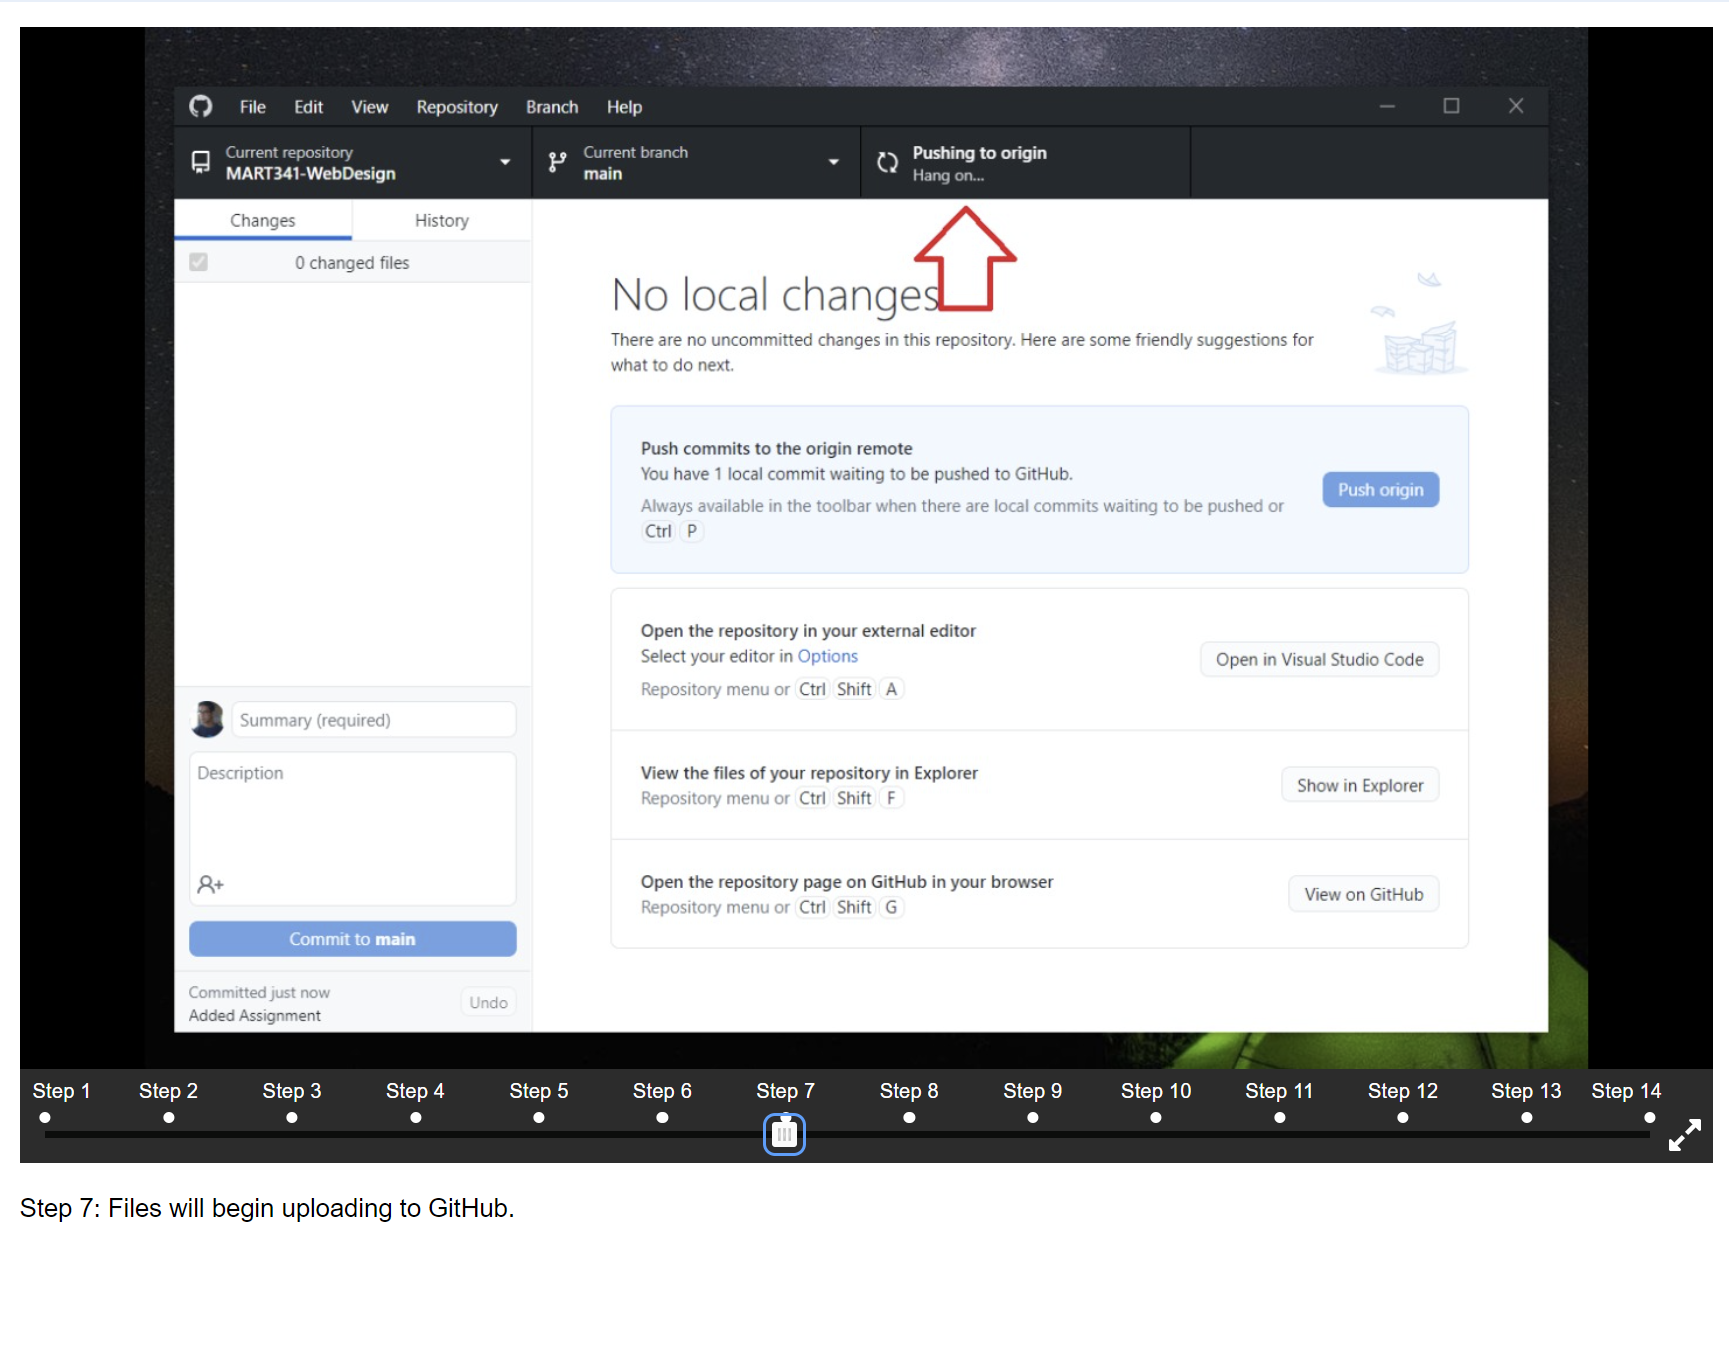 File Edit View Repository Branch Help
Current repository
MART341-WebDesign
Current branch
main
Pushing to origin
Hang on...
Changes History
0 changed files
No local changes
There are no uncommitted changes in this repository. Here are some friendly suggestions for
what to do next.
Push commits to the origin remote
You have 1 local commit waiting to be pushed to GitHub.
Always available in the toolbar when there are local commits waiting to be pushed or
Ctrl P
Push origin
Open the repository in your external editor
Select your editor in Options
Repository menu or Ctrl Shift A
Open in Visual Studio Code
View the files of your repository in Explorer
Repository menu or Ctrl Shift F
Show in Explorer
Open the repository page on GitHub in your browser
Repository menu or Ctrl Shift G
View on GitHub
Summary (required)
Description
Commit to main
Committed just now
Added Assignment
Undo
Step 1 Step 2 Step 3 Step 4 Step 5 Step 6 Step 7 Step 8 Step 9 Step 10 Step 11 Step 12 Step 13 Step 14
Step 7: Files will begin uploading to GitHub.